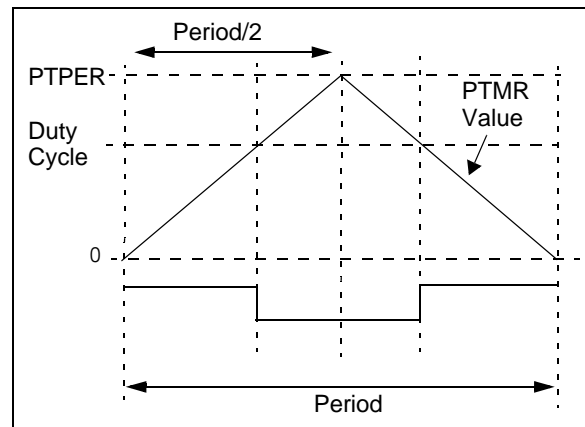 Period/2
PTPER
PTMR
Value
Duty
Cycle
0
Period